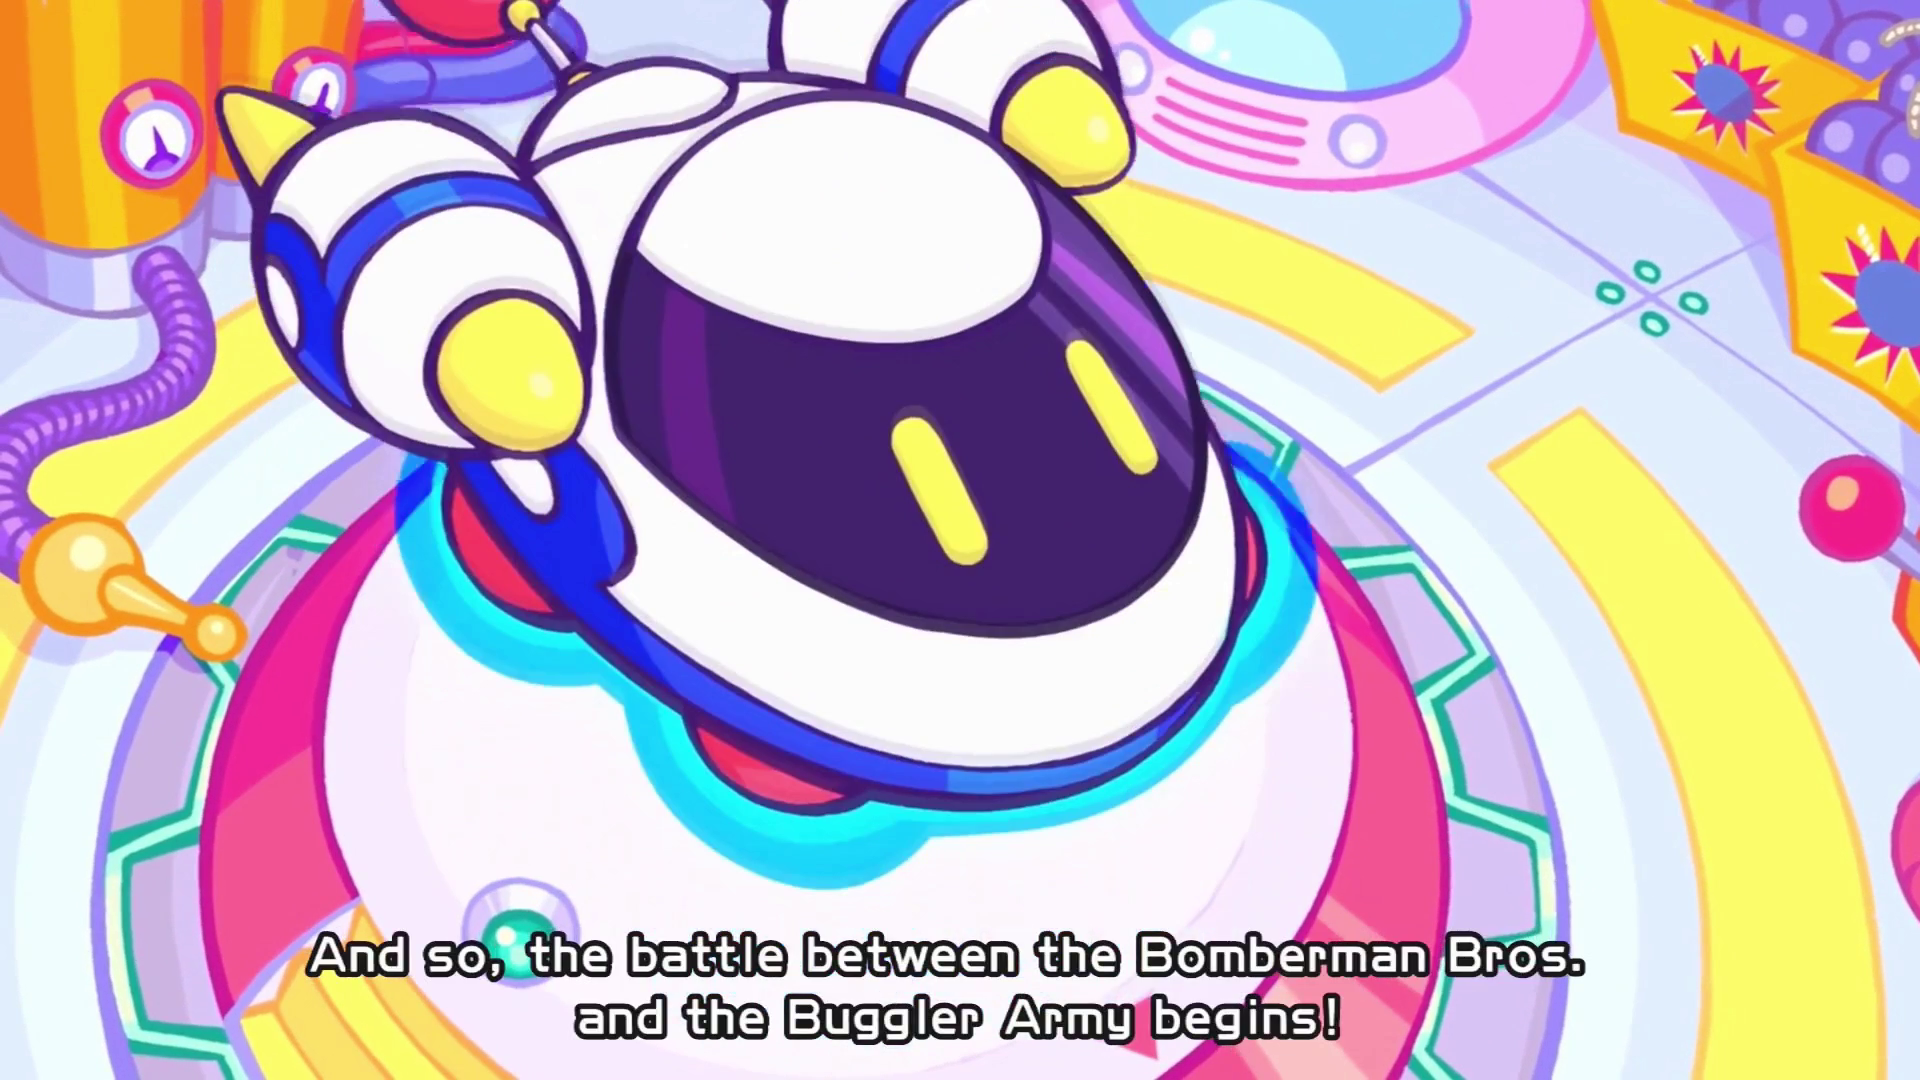 And so, the battle between the Bomberman Bros.
and the Buggler Army begins!